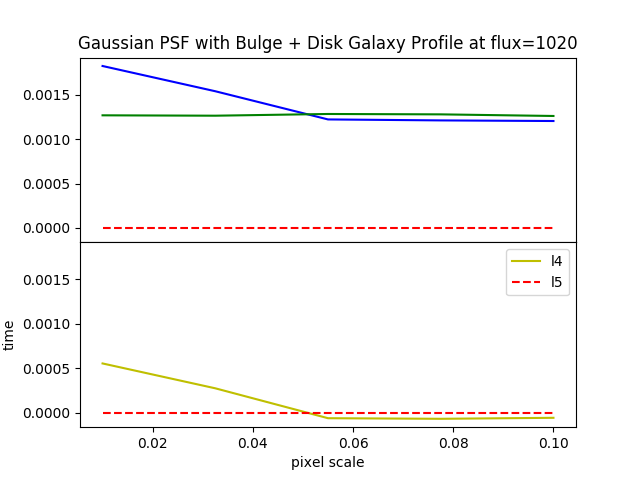 Gaussian PSF with Bulge + Disk Galaxy Profile at flux=1020
0.0015
0.0010
0.0005
0.0000
l4
l5
0.0015
0.0010
0.0005
0.0000
time
0.02 0.04 0.06 0.08 0.10
pixel scale